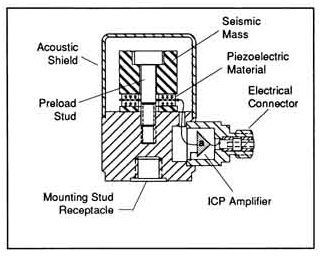 Seismic
Mass
Acoustic
Shield
Piezoelectric
Material
Preload
Stud
Electrical
Connector
a
ICP Amplifier
Mounting Stud
Receptacle